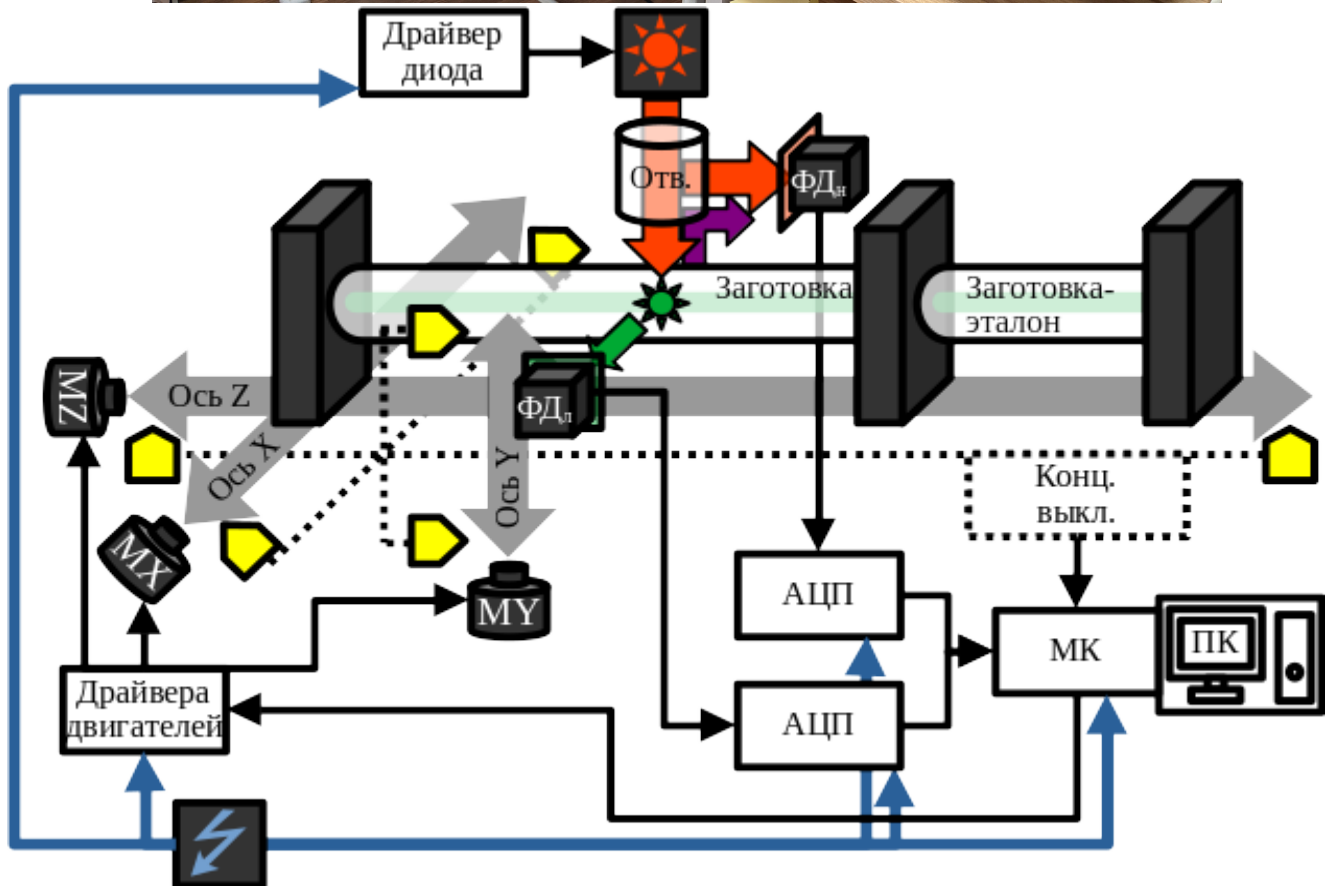 Драйвер
диода
Отв.
ФДн
Заготовка
Заготовка-
эталон
MZ
Ось Z
ФДл
Ось X
Ось Y
Конц.
выкл.
MX
MY
АЦП
МК
ПК
Драйвера
двигателей
АЦП